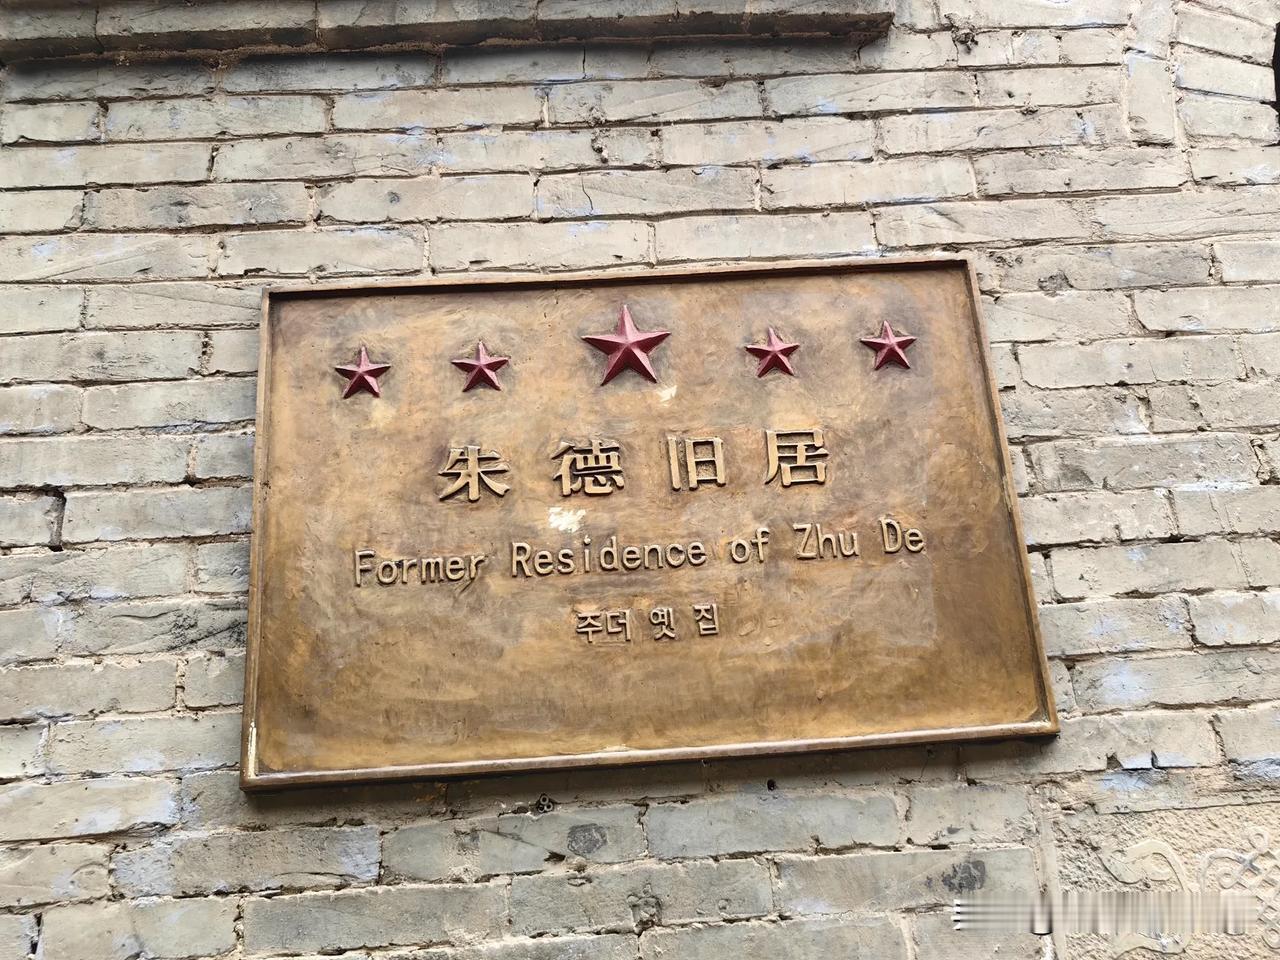 朱德旧居
Former Residence of Zhu De
주더 옛 집